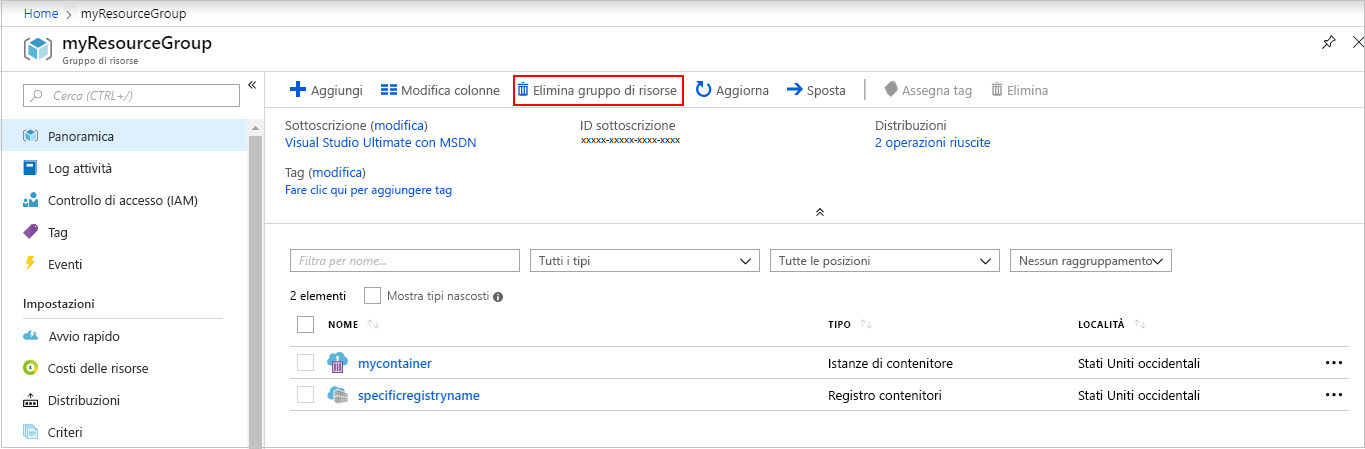 Home > myResourceGroup
myResourceGroup
Gruppo di risorse
Cerca (CTRL+/)
Panoramica
Log attività
Controllo di accesso (IAM)
Tag
Eventi
Impostazioni
Avvio rapido
Costi delle risorse
Distribuzioni
Criteri
Aggiungi Modifica colonne Elimina gruppo di risorse Aggiorna Sposta Assegna tag Elimina
Sottoscrizione (modifica) ID sottoscrizione Distribuzioni
Visual Studio Ultimate con MSDN xxxxx-xxxxx-xxxx-xxxx 2 operazioni riuscite
Tag (modifica)
Fare clic qui per aggiungere tag
Filtra per nome... Tutti i tipi Tutte le posizioni Nessun raggruppamento
2 elementi Mostra tipi nascosti
NOME TIPO LOCALITÀ
mycontainer Istanze di contenitore Stati Uniti occidentali
specificregistryname Registro contenitori Stati Uniti occidentali